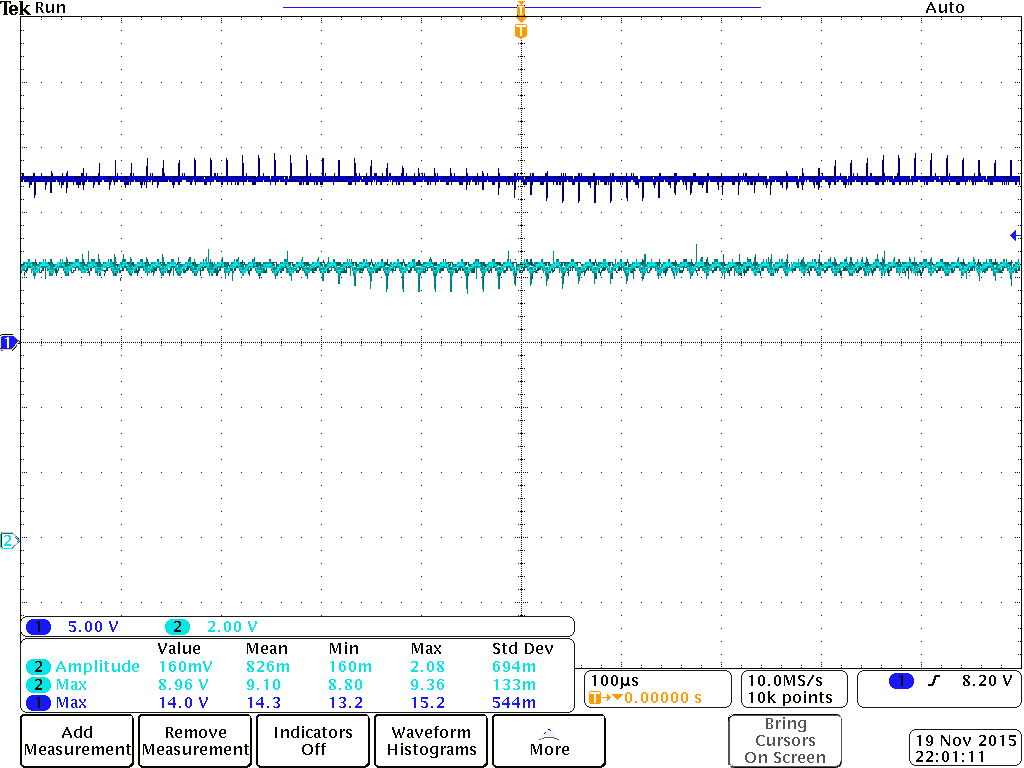 Tek Run Auto
T
T
1
2
1 5.00 V 2 2.00 V
Value Mean Min Max Std Dev
2 Amplitude 160mV 826m 160m 2.08 694m
2 Max 8.96 V 9.10 8.80 9.36 133m
1 Max 14.0 V 14.3 13.2 15.2 544m
100µs
T→▼0.00000 s
10.0MS/s
10k points
1 8.20 V
Add
Measurement
Remove
Measurement
Indicators
Off
Waveform
Histograms
More
Bring
Cursors
On Screen
19 Nov 2015
22:01:11